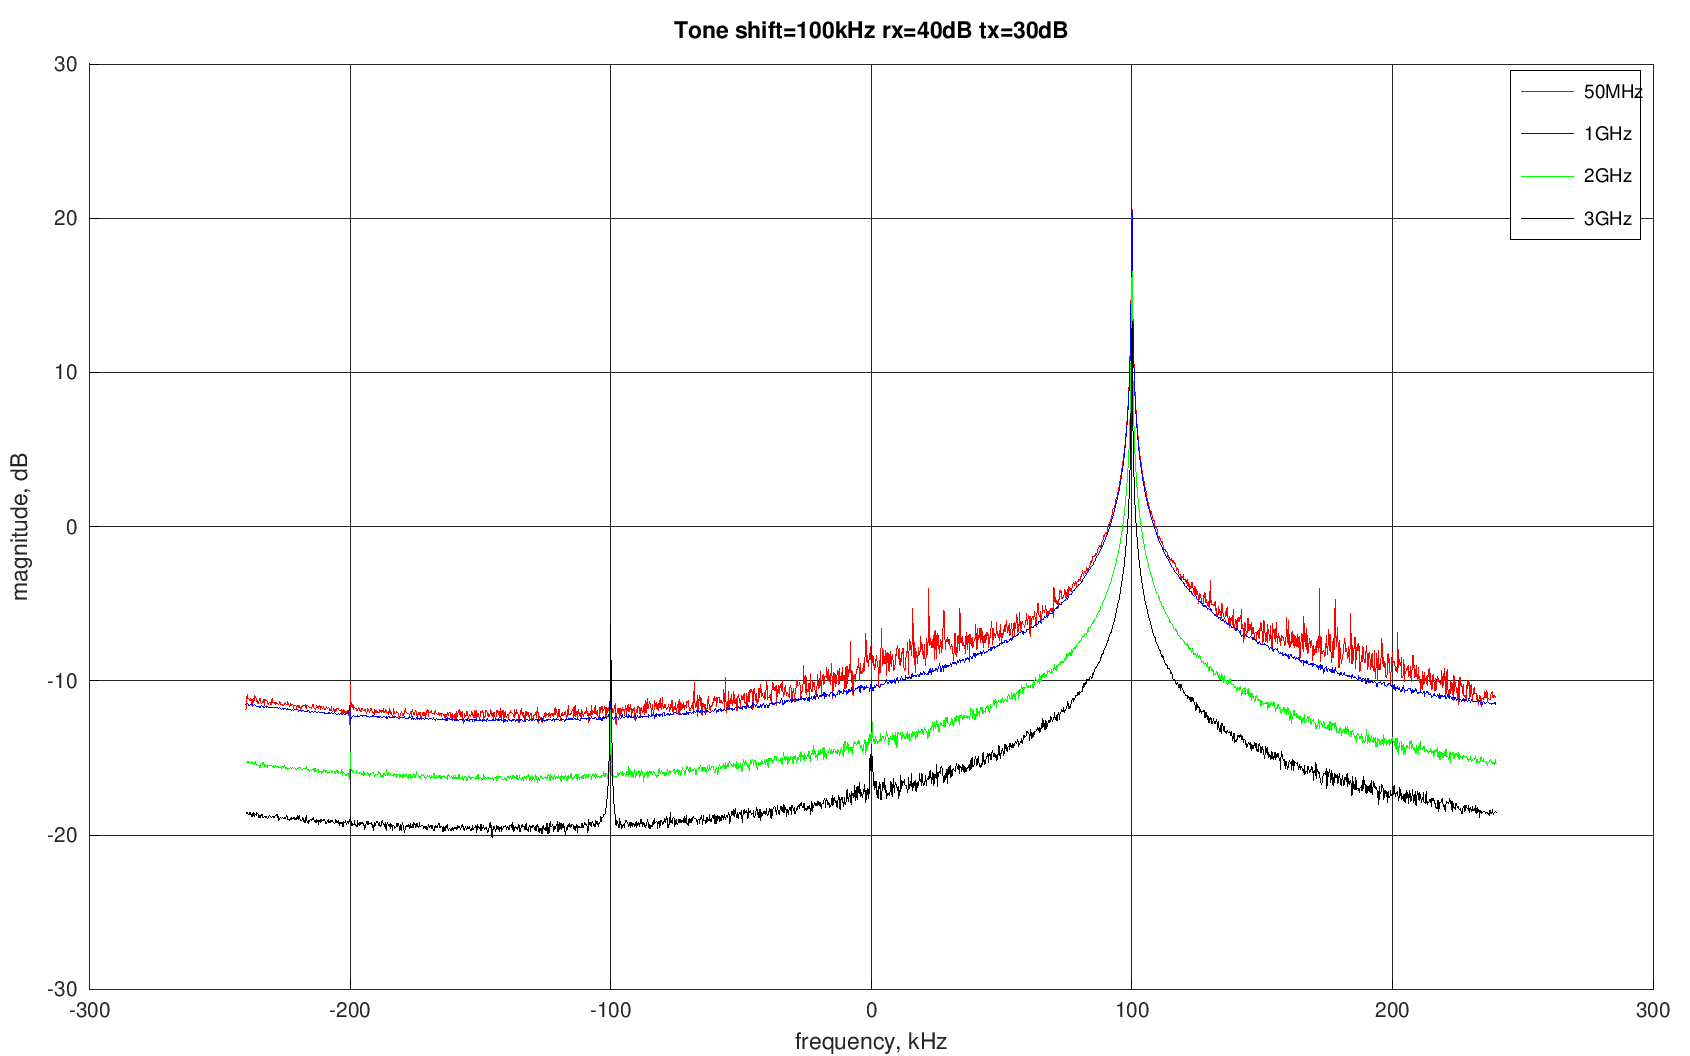 Tone shift=100kHz rx=40dB tx=30dB
30
20
10
0
-10
-20
-30
magnitude, dB
-300
-200
-100
0
100
200
300
frequency, kHz
50MHz
1GHz
2GHz
3GHz